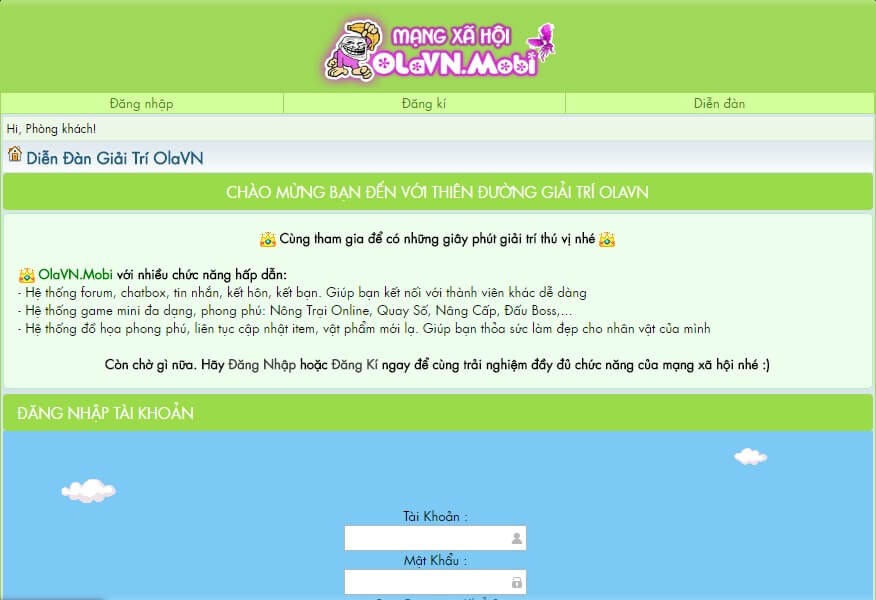 MẠNG XÃ HỘI
OLaVN.Mobi
Đăng nhập
Đăng kí
Diễn đàn
Hi, Phòng khách!
Diễn Đàn Giải Trí OlaVN
CHÀO MỪNG BẠN ĐẾN VỚI THIÊN ĐƯỜNG GIẢI TRÍ OLAVN
Cùng tham gia để có những giây phút giải trí thú vị nhé
OlaVN.Mobi với nhiều chức năng hấp dẫn:
- Hệ thống forum, chatbox, tin nhắn, kết hôn, kết bạn. Giúp bạn kết nối với thành viên khác dễ dàng
- Hệ thống game mini đa dạng, phong phú: Nông Trại Online, Quay Số, Nâng Cấp, Đấu Boss,...
- Hệ thống đồ họa phong phú, liên tục cập nhật item, vật phẩm mới lạ. Giúp bạn thỏa sức làm đẹp cho nhân vật của mình
Còn chờ gì nữa. Hãy Đăng Nhập hoặc Đăng Kí ngay để cùng trải nghiệm đầy đủ chức năng của mạng xã hội nhé :)
ĐĂNG NHẬP TÀI KHOẢN
Tài Khoản :
Mật Khẩu :